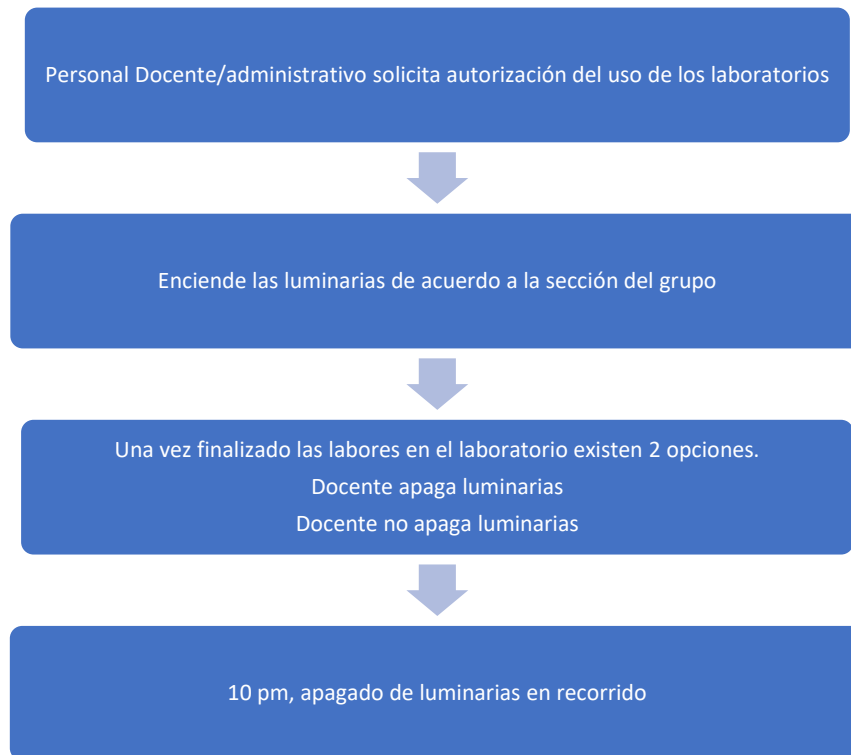 Personal Docente/administrativo solicita autorización del uso de los laboratorios
Enciende las luminarias de acuerdo a la sección del grupo
Una vez finalizado las labores en el laboratorio existen 2 opciones.
Docente apaga luminarias
Docente no apaga luminarias
10 pm, apagado de luminarias en recorrido